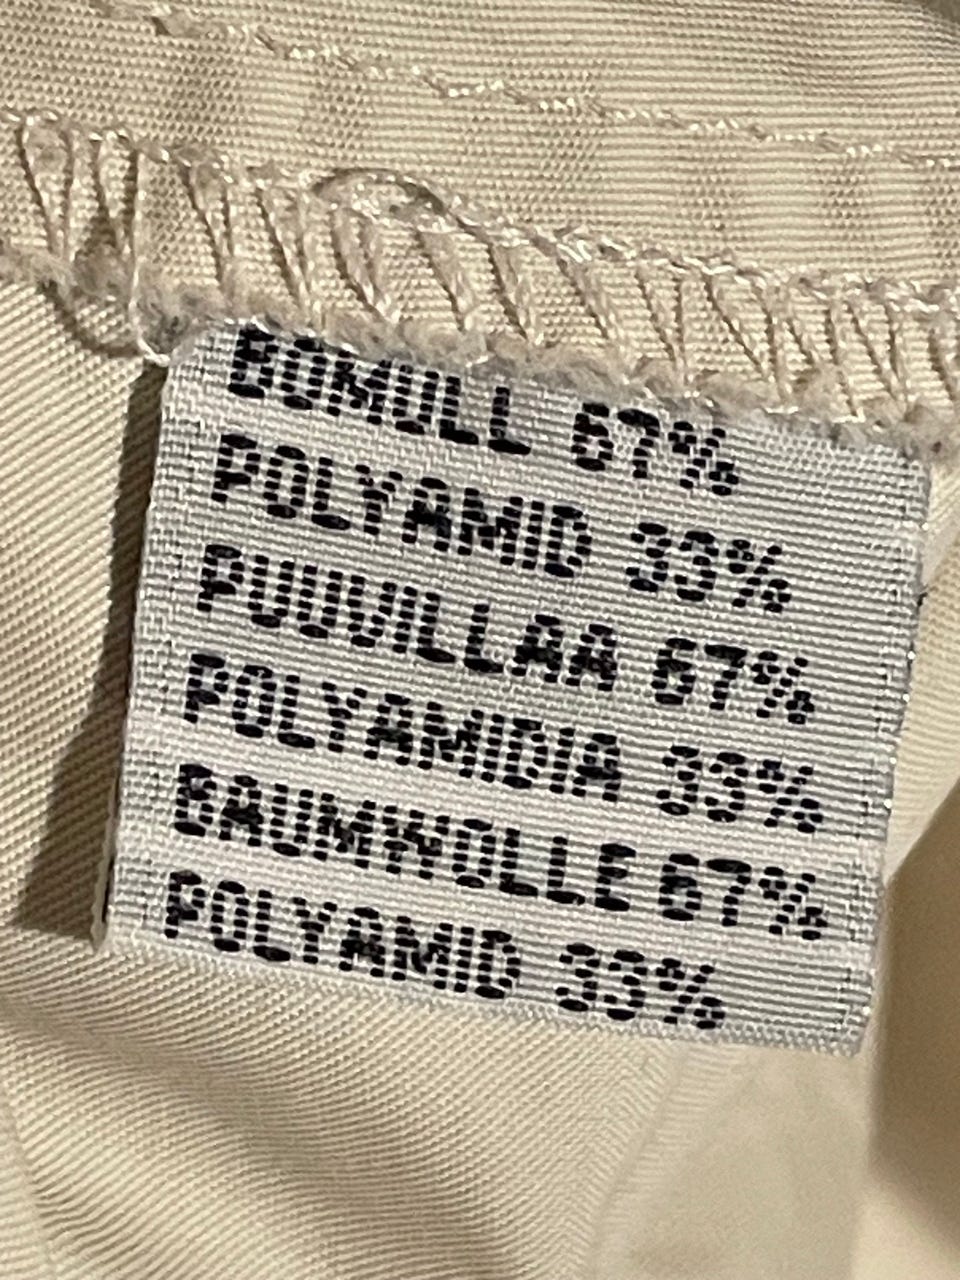 BOMULL 67%
POLYAMID 33%
PUUVILLAA 67%
POLYAMIDIA 33%
BAUMWOLLE 67%
POLYAMID 33%